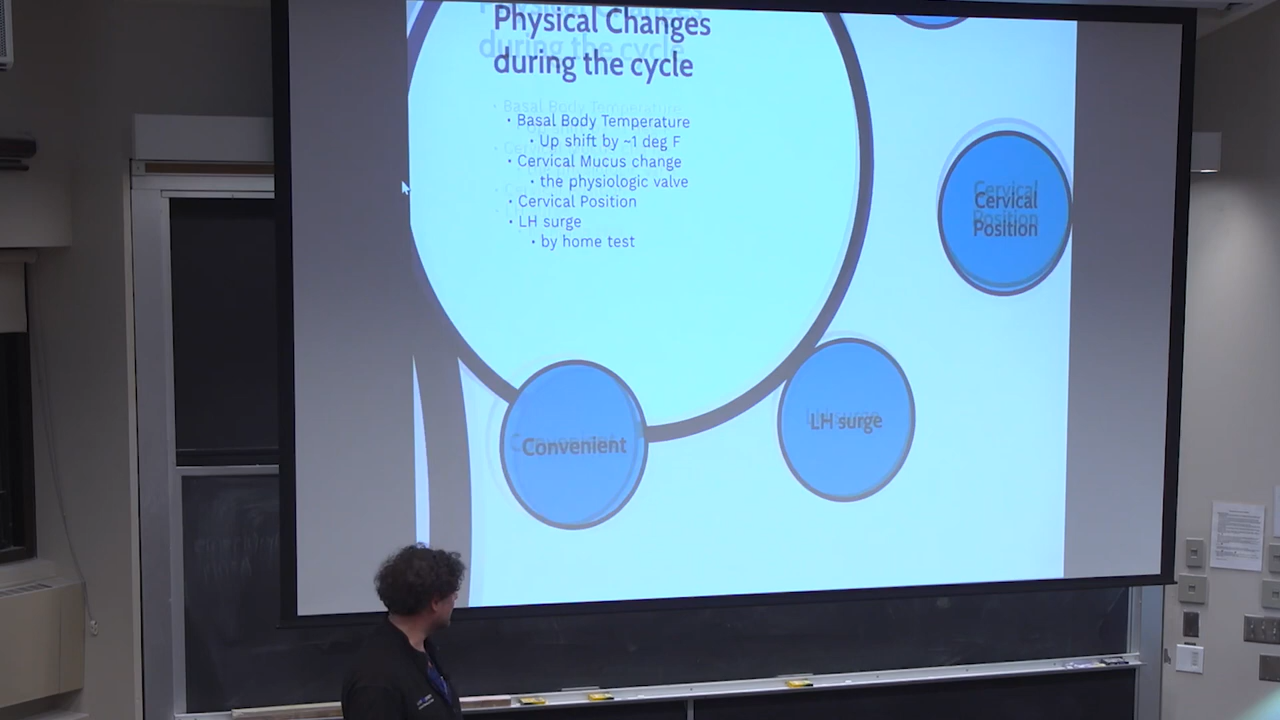 Physical Changes
during the cycle
• Basal Body Temperature
• Up shift by ~1 deg F
• Cervical Mucus change
• the physiologic valve
• Cervical Position
• LH surge
• by home test
Cervical
Position
LH surge
Convenient